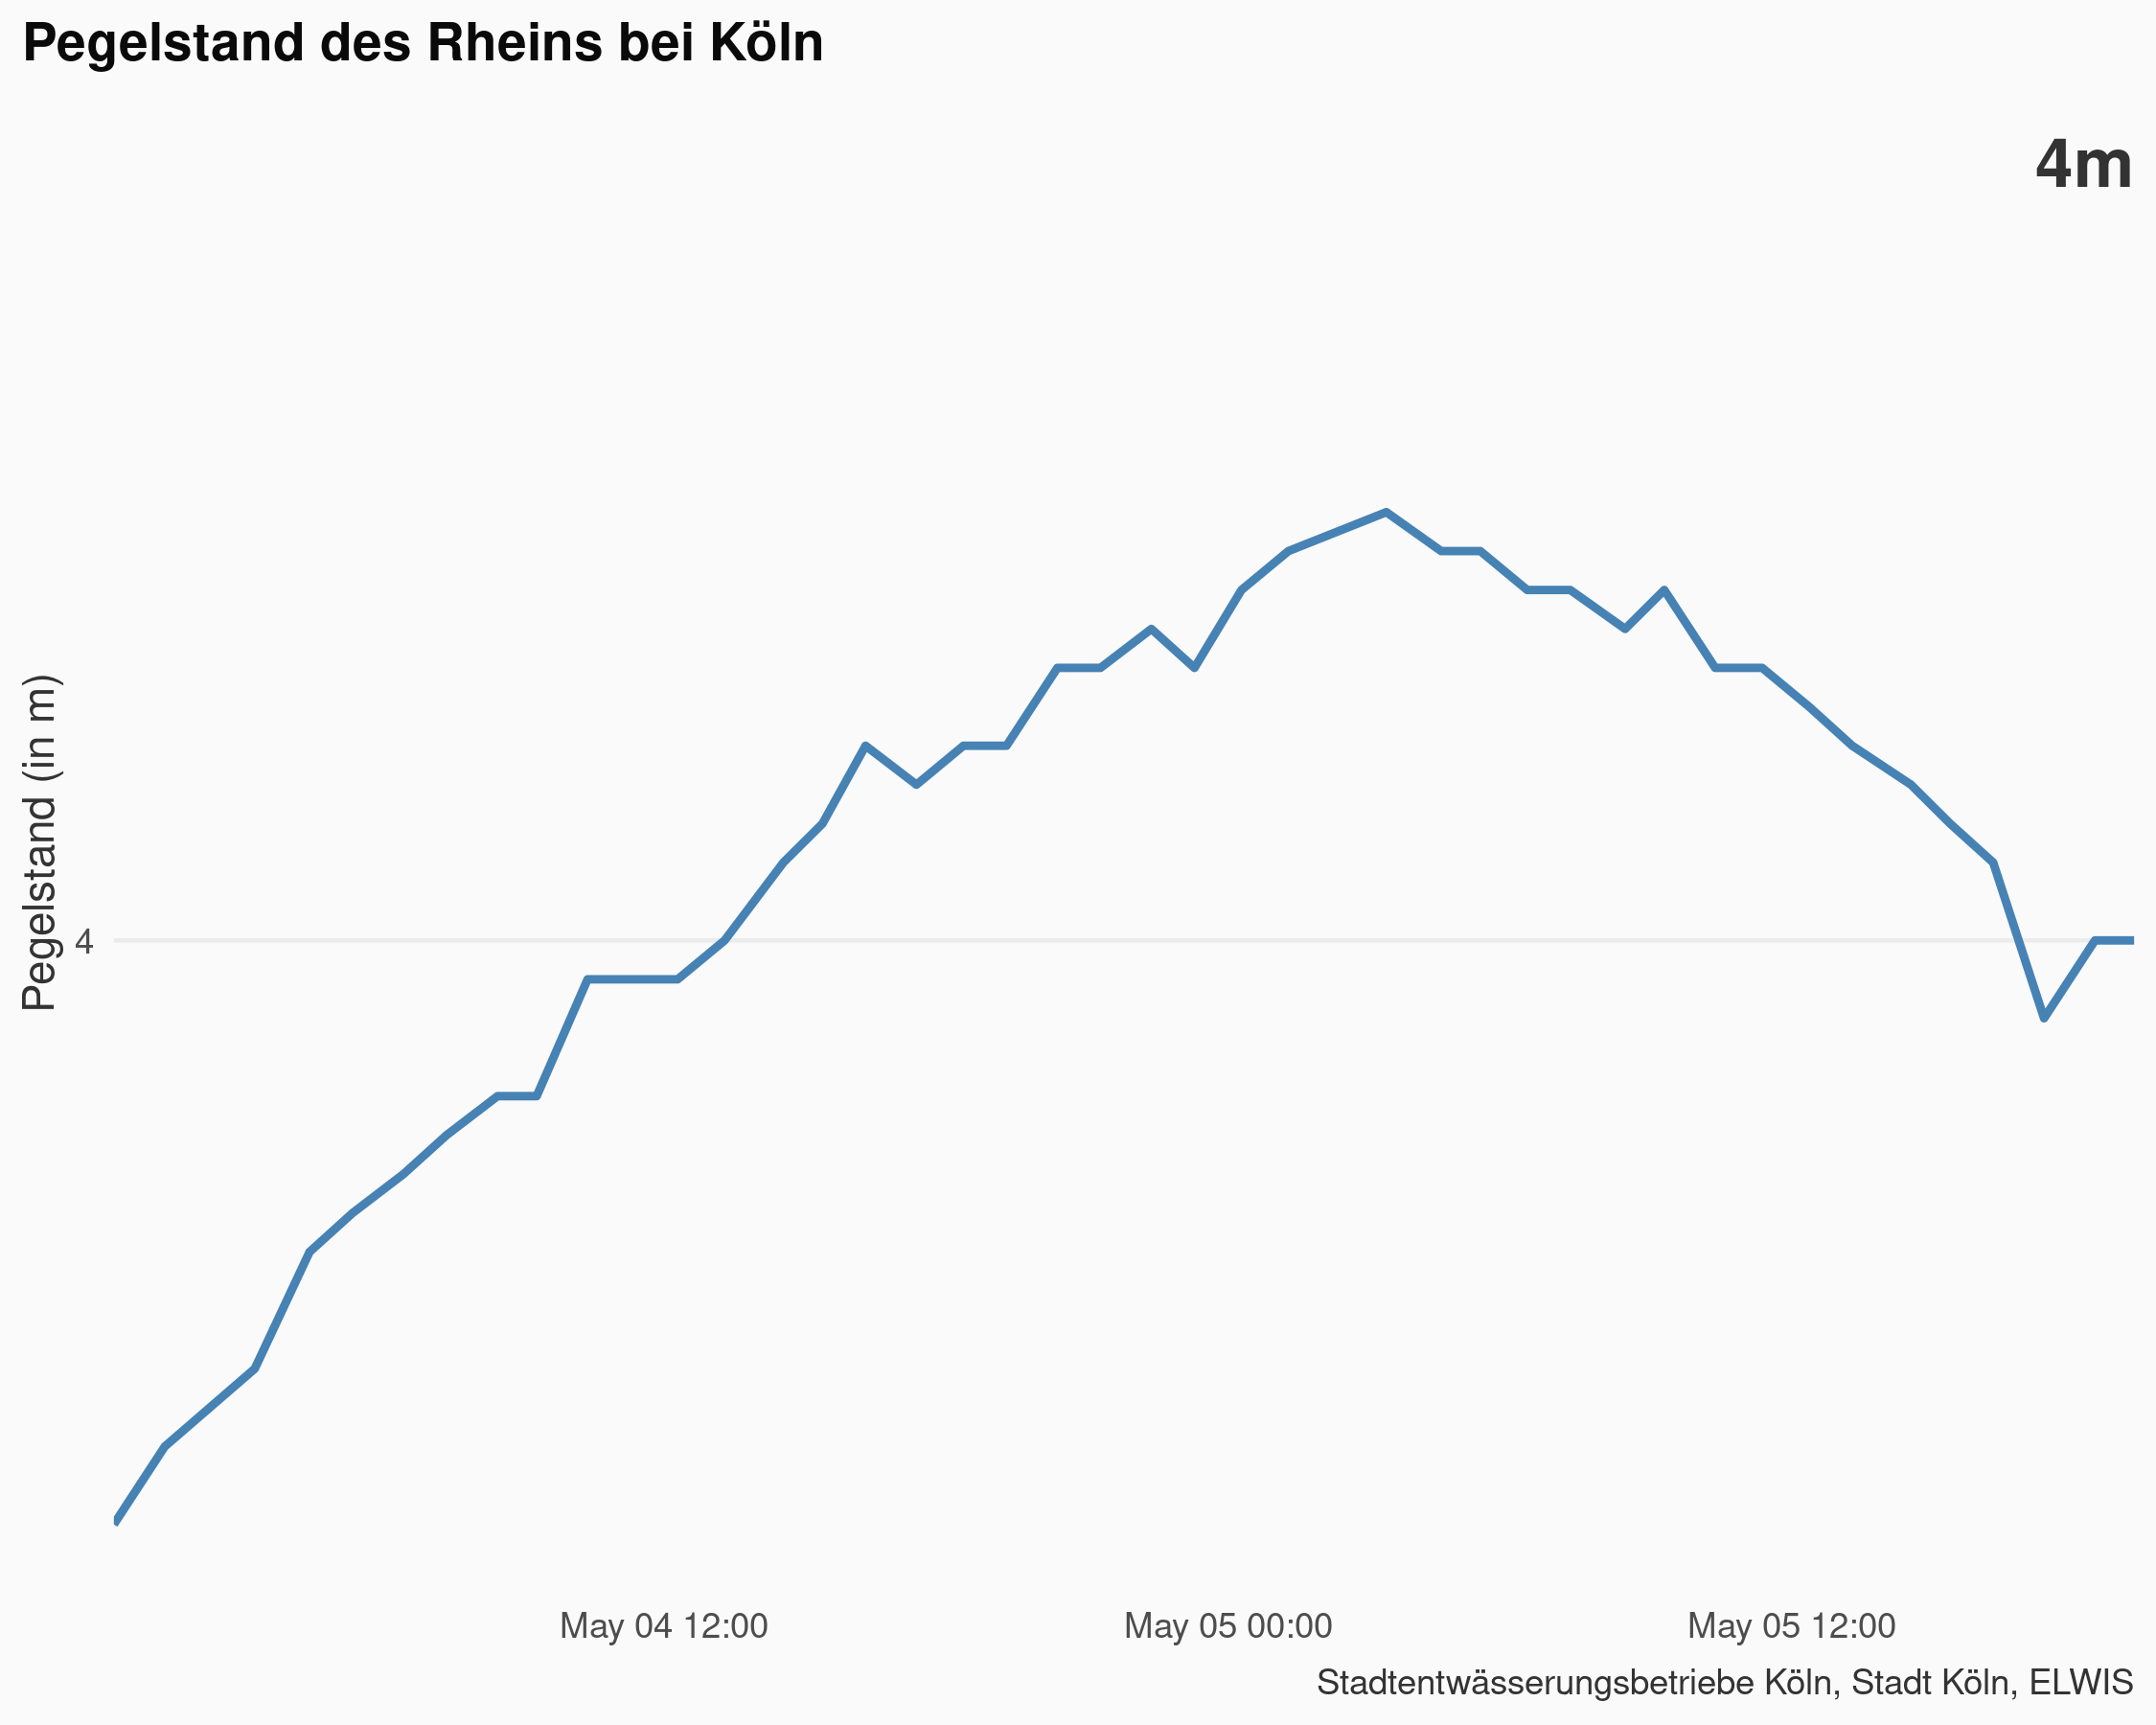 Pegelstand des Rheins bei Köln
4m
Pegelstand (in m)
4
May 04 12:00
May 05 00:00
May 05 12:00
Stadtentwässerungsbetriebe Köln, Stadt Köln, ELWIS